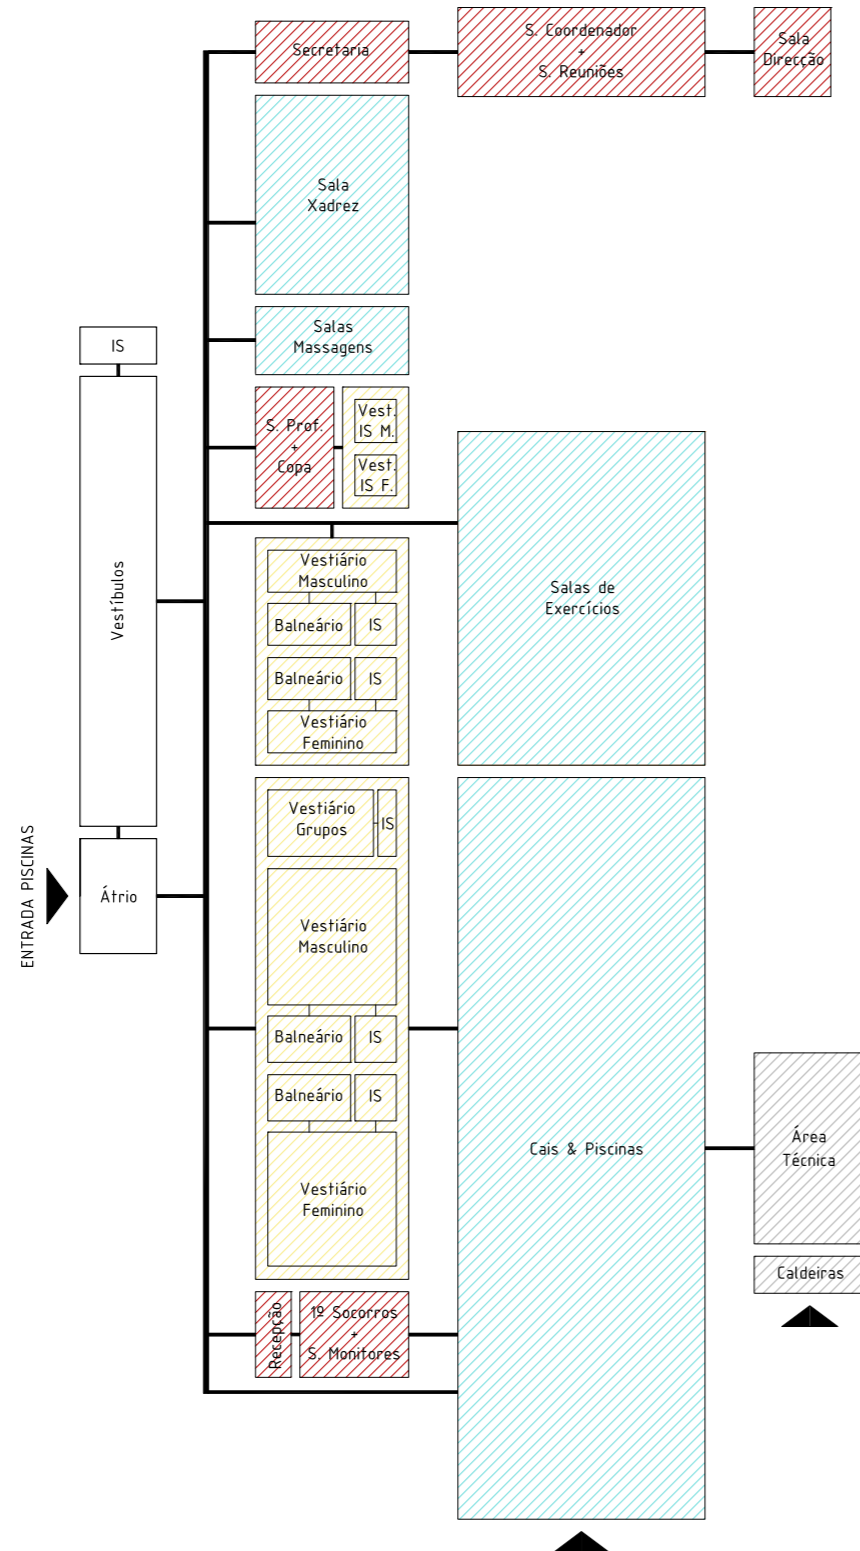 Secretaria
S. Coordenador
+
S. Reuniões
Sala
Direcção
Sala
Xadrez
Salas
Massagens
IS
S. Prof.
+
Copa
Vest.
IS M.
Vest.
IS F.
Vestíbulos
Vestiário
Masculino
Balneário
IS
Balneário
IS
Vestiário
Feminino
Salas de
Exercícios
ENTRADA PISCINAS
Átrio
Vestiário
Grupos
IS
Vestiário
Masculino
Balneário
IS
Balneário
IS
Vestiário
Feminino
Cais & Piscinas
Área
Técnica
Caldeiras
Recepção
1º Socorros
+
S. Monitores